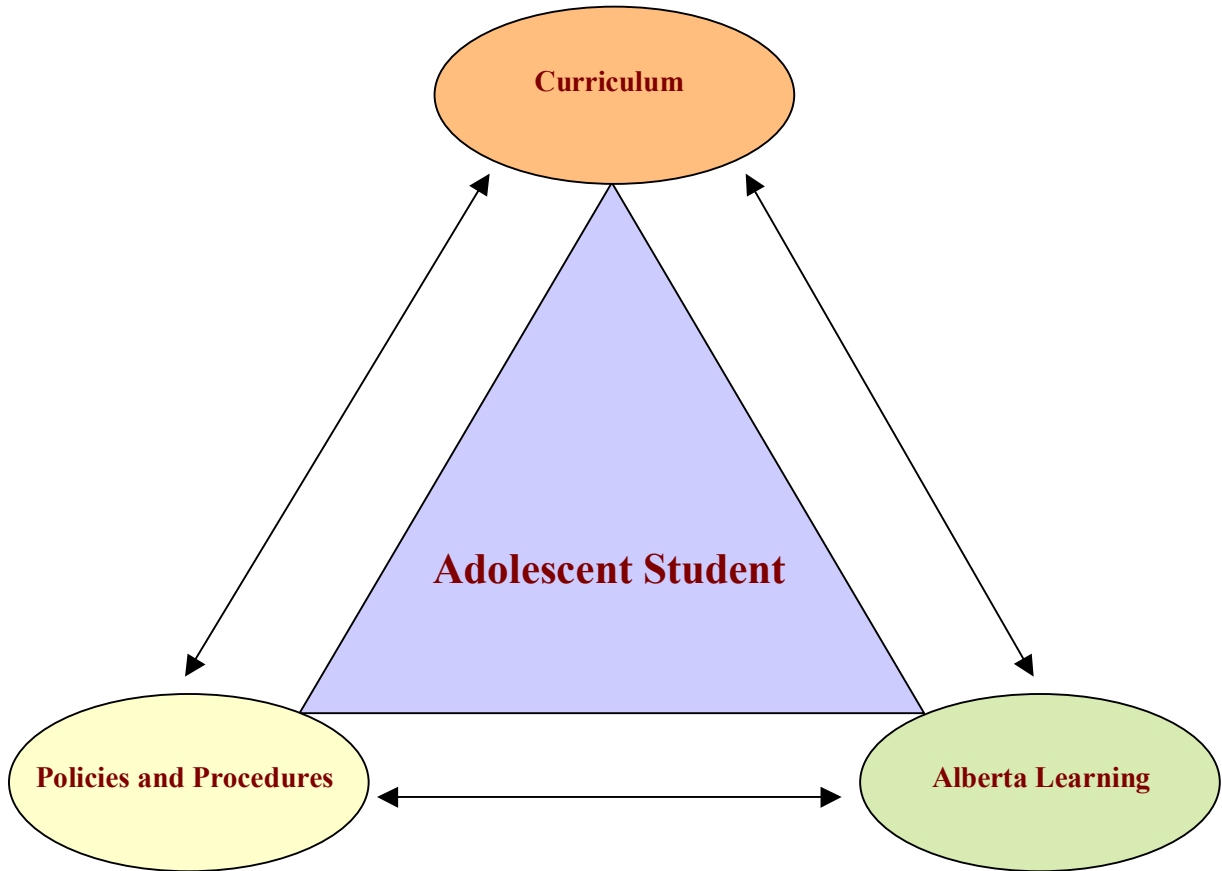 Curriculum
Adolescent Student
Policies and Procedures
Alberta Learning